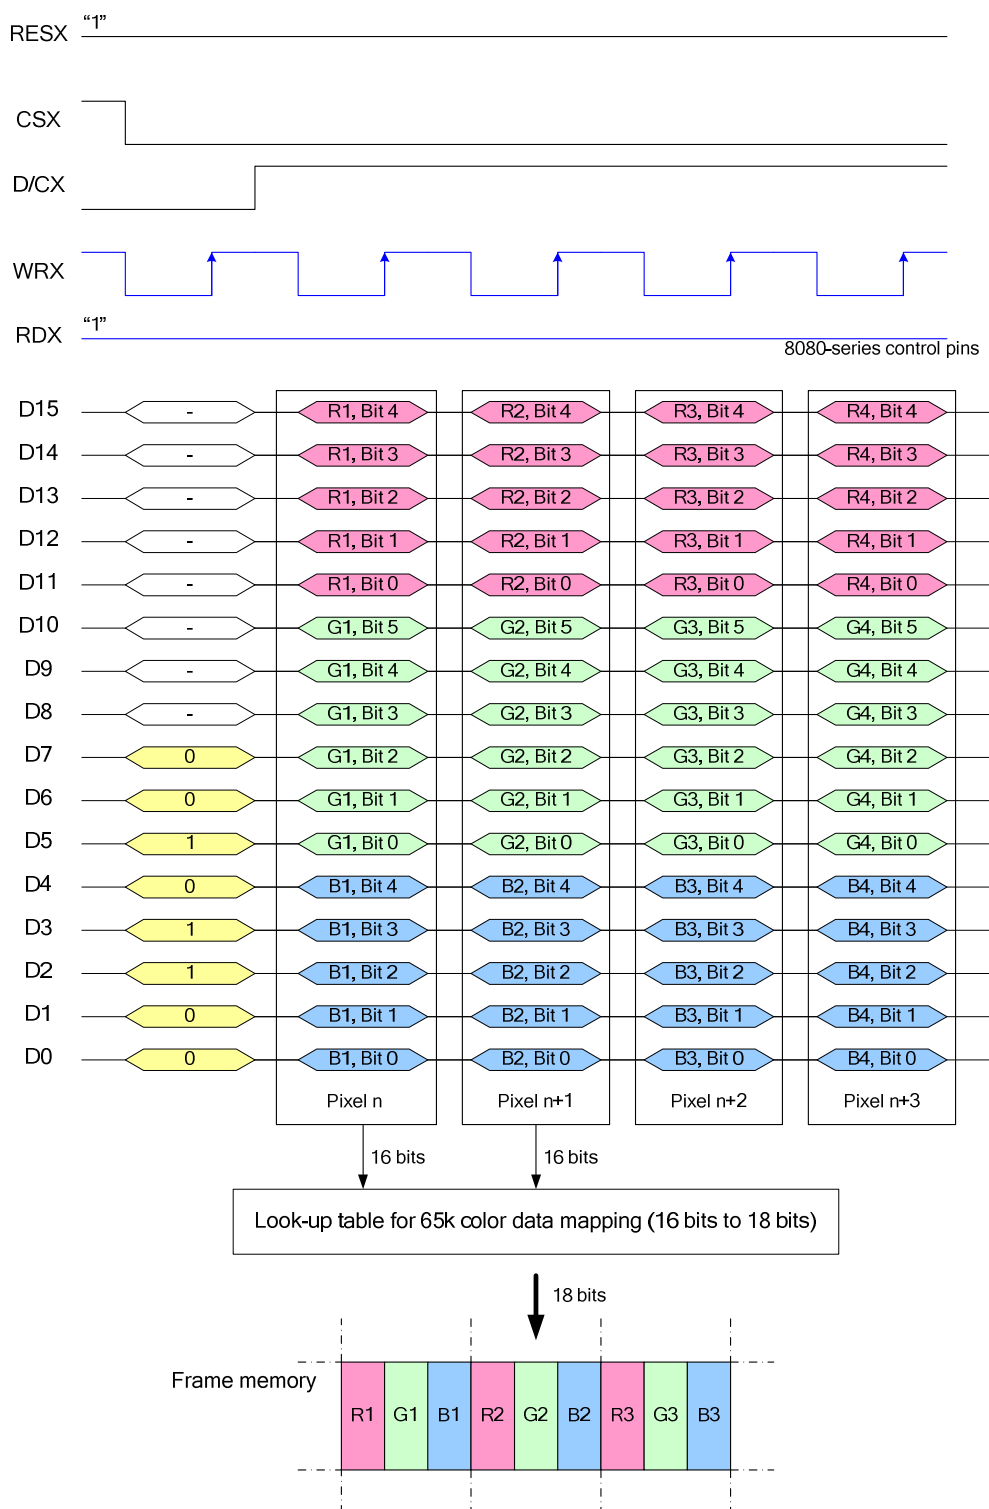 RESX “1”
CSX
D/CX
WRX
RDX “1”
8080-series control pins
D15 - R1, Bit 4 R2, Bit 4 R3, Bit 4 R4, Bit 4
D14 - R1, Bit 3 R2, Bit 3 R3, Bit 3 R4, Bit 3
D13 - R1, Bit 2 R2, Bit 2 R3, Bit 2 R4, Bit 2
D12 - R1, Bit 1 R2, Bit 1 R3, Bit 1 R4, Bit 1
D11 - R1, Bit 0 R2, Bit 0 R3, Bit 0 R4, Bit 0
D10 - G1, Bit 5 G2, Bit 5 G3, Bit 5 G4, Bit 5
D9 - G1, Bit 4 G2, Bit 4 G3, Bit 4 G4, Bit 4
D8 - G1, Bit 3 G2, Bit 3 G3, Bit 3 G4, Bit 3
D7 0 G1, Bit 2 G2, Bit 2 G3, Bit 2 G4, Bit 2
D6 0 G1, Bit 1 G2, Bit 1 G3, Bit 1 G4, Bit 1
D5 1 G1, Bit 0 G2, Bit 0 G3, Bit 0 G4, Bit 0
D4 0 B1, Bit 4 B2, Bit 4 B3, Bit 4 B4, Bit 4
D3 1 B1, Bit 3 B2, Bit 3 B3, Bit 3 B4, Bit 3
D2 1 B1, Bit 2 B2, Bit 2 B3, Bit 2 B4, Bit 2
D1 0 B1, Bit 1 B2, Bit 1 B3, Bit 1 B4, Bit 1
D0 0 B1, Bit 0 B2, Bit 0 B3, Bit 0 B4, Bit 0
Pixel n Pixel n+1 Pixel n+2 Pixel n+3
16 bits 16 bits
Look-up table for 65k color data mapping (16 bits to 18 bits)
18 bits
Frame memory
R1 G1 B1 R2 G2 B2 R3 G3 B3